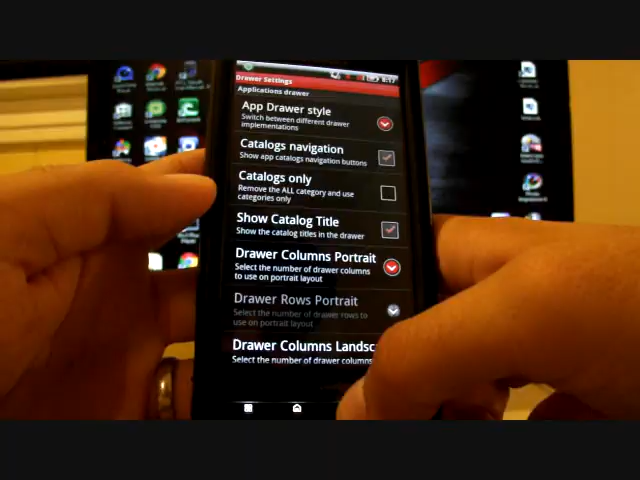 8:17
Drawer Settings
Applications drawer
App Drawer style
Switch between different drawer
implementations
Catalogs navigation
Show app catalogs navigation buttons
Catalogs only
Remove the ALL category and use
categories only
Show Catalog Title
Show the catalog titles in the drawer
Drawer Columns Portrait
Select the number of drawer columns
to use on portrait layout
Drawer Rows Portrait
Select the number of drawer rows to
use on portrait layout
Drawer Columns Landsc
Select the number of drawer columns